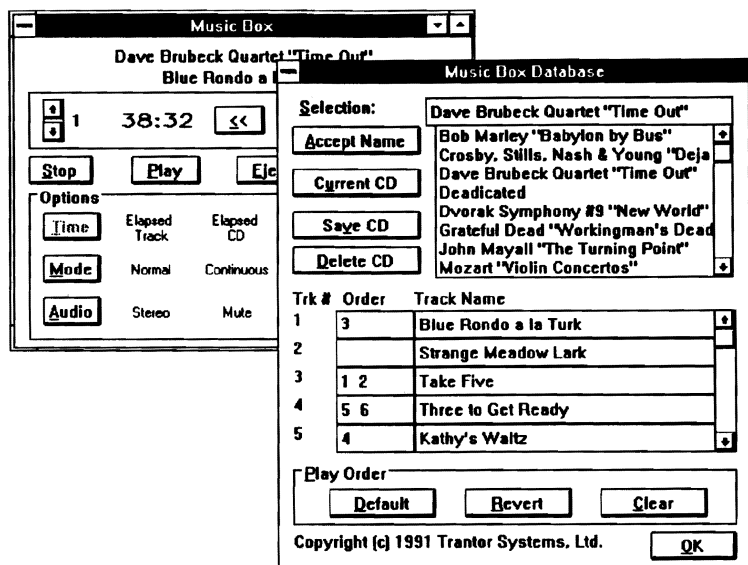 Music Box
Dave Brubeck Quartet "Time Out"
Blue Rondo a l
1 38:32 <<
Stop Play Eje
Options
Time Elapsed Track Elapsed CD
Mode Normal Continuous
Audio Stereo Mute
Music Box Database
Selection: Dave Brubeck Quartet "Time Out"
Accept Name
Current CD
Save CD
Delete CD
Bob Marley "Babylon by Bus"
Crosby, Stills, Nash & Young "Deja
Dave Brubeck Quartet "Time Out"
Deadicated
Dvorak Symphony #9 "New World"
Grateful Dead "Workingman's Dead
John Mayall "The Turning Point"
Mozart "Violin Concertos"
Trk # Order Track Name
1 3 Blue Rondo a la Turk
2 Strange Meadow Lark
3 1 2 Take Five
4 5 6 Three to Get Ready
5 4 Kathy's Waltz
Play Order
Default Revert Clear
Copyright (c) 1991 Trantor Systems, Ltd.
OK